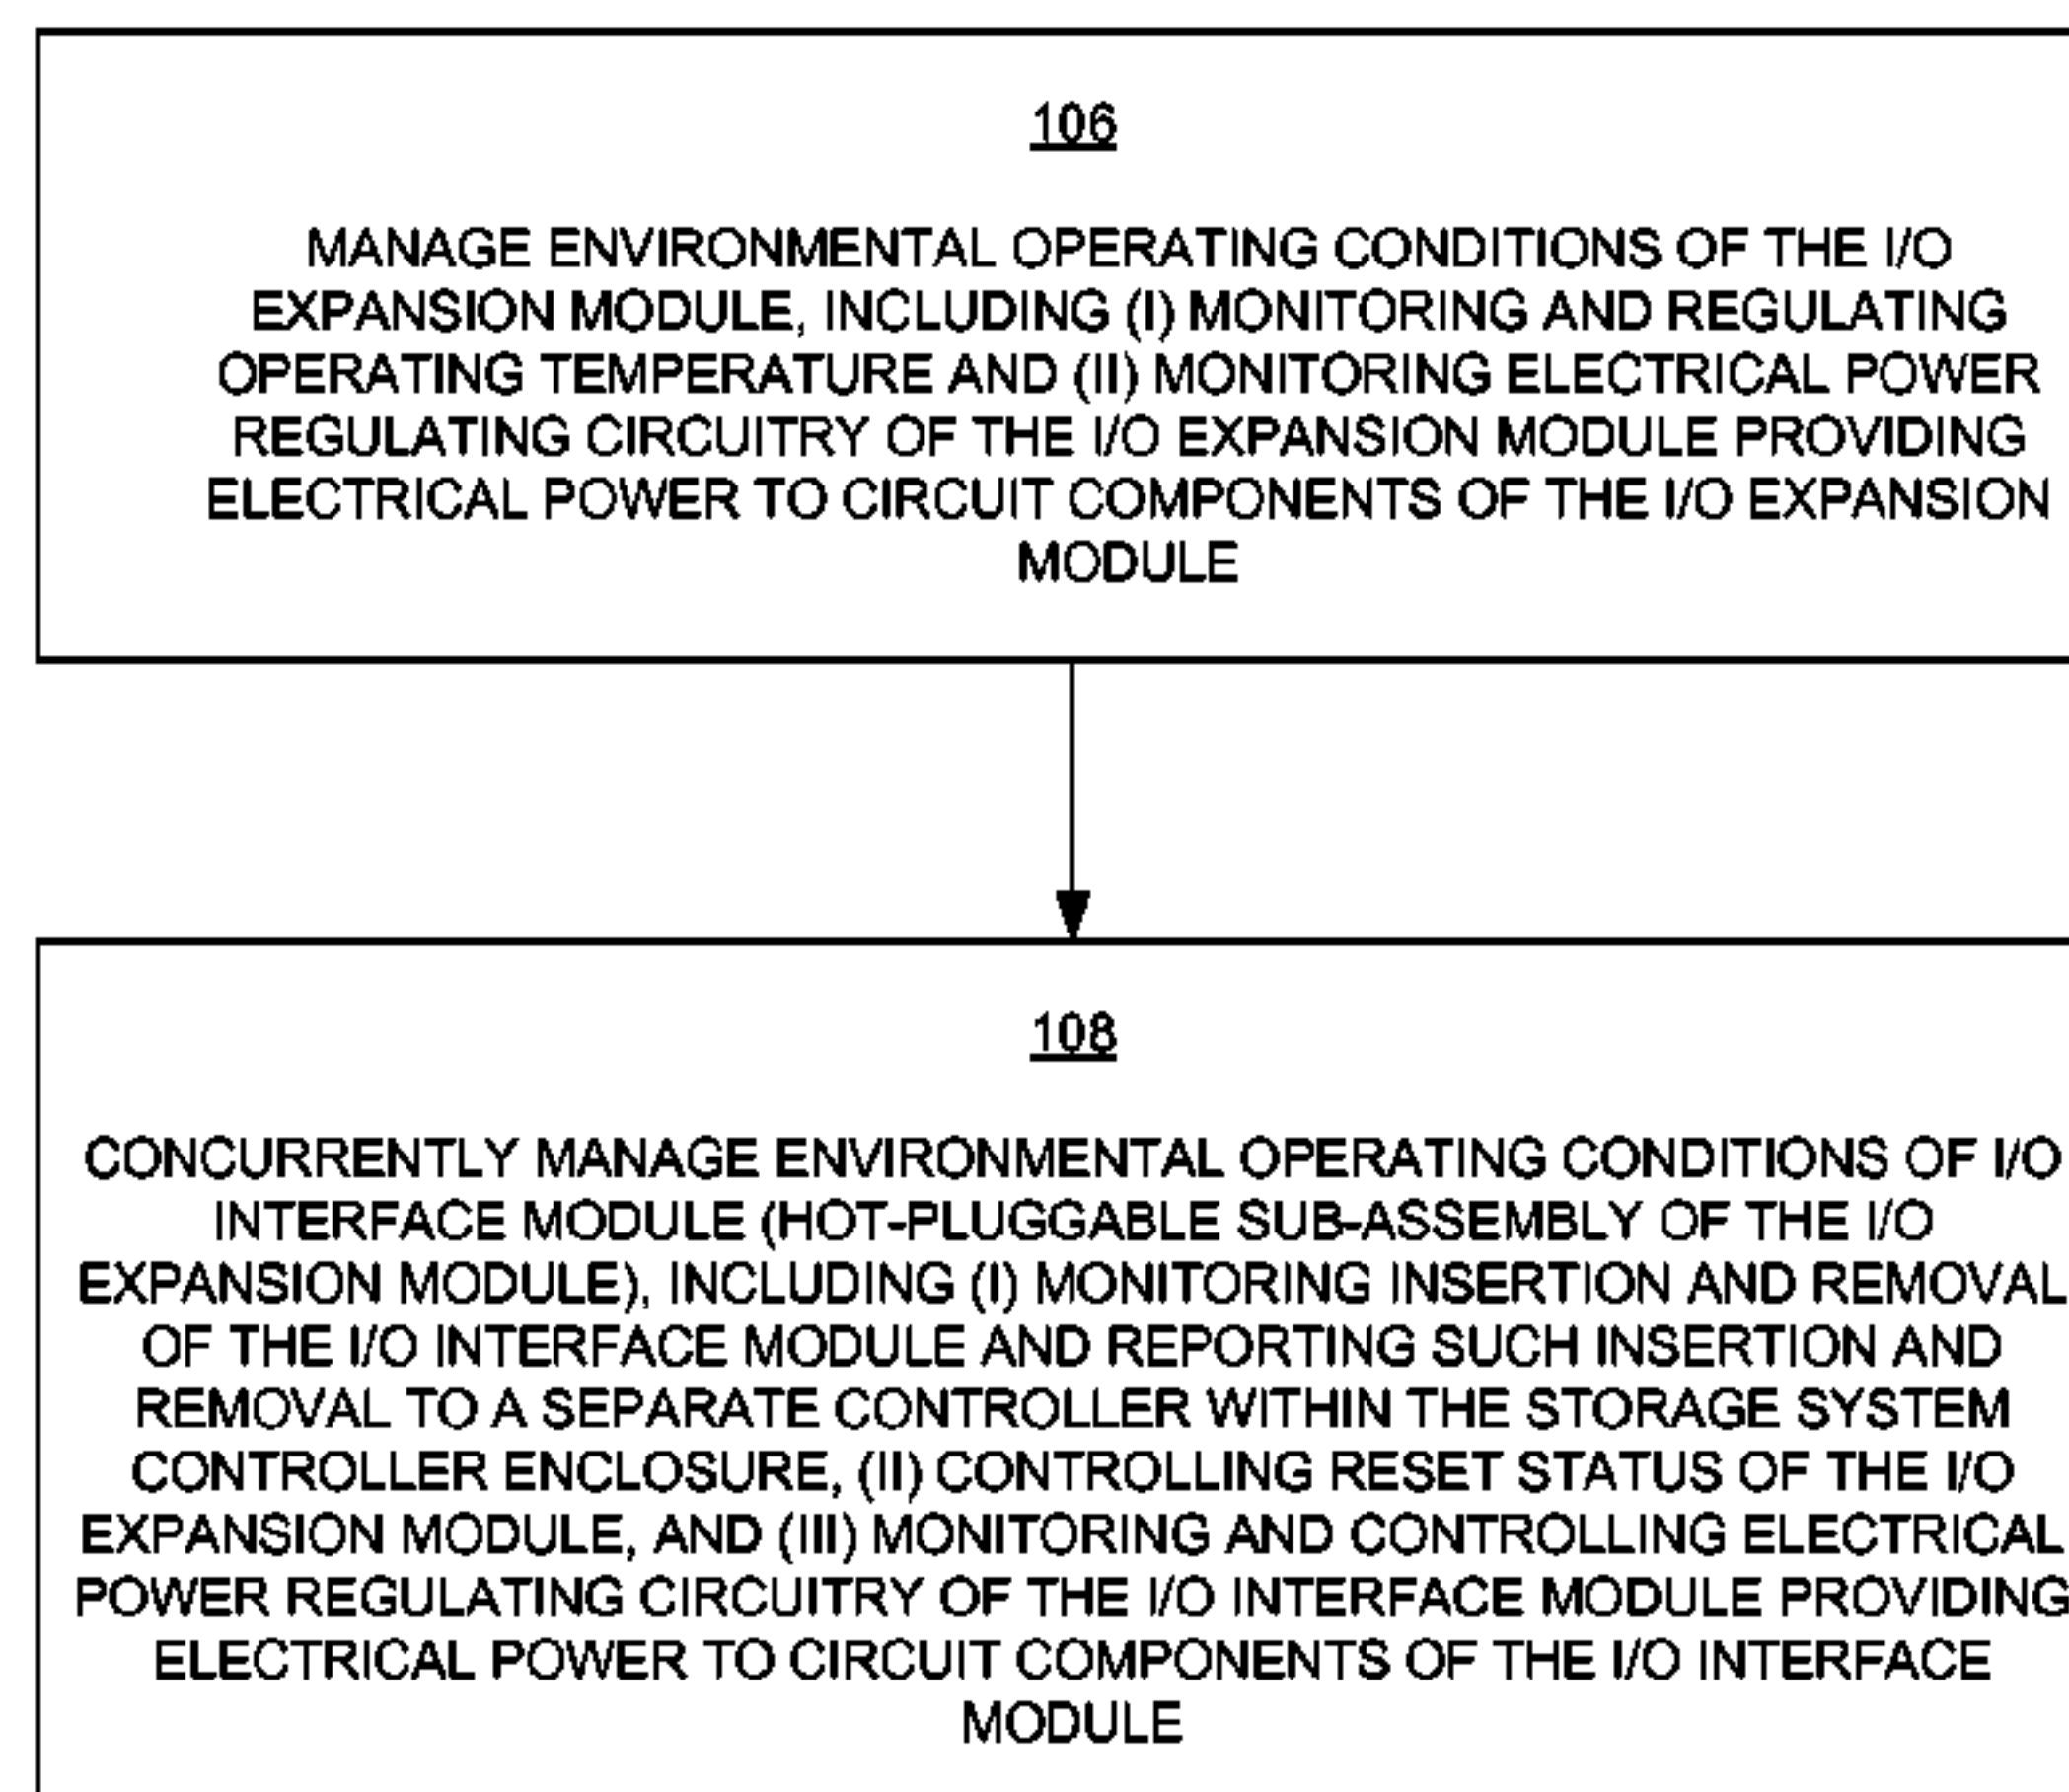 106
MANAGE ENVIRONMENTAL OPERATING CONDITIONS OF THE I/O
EXPANSION MODULE, INCLUDING (I) MONITORING AND REGULATING
OPERATING TEMPERATURE AND (II) MONITORING ELECTRICAL POWER
REGULATING CIRCUITRY OF THE I/O EXPANSION MODULE PROVIDING
ELECTRICAL POWER TO CIRCUIT COMPONENTS OF THE I/O EXPANSION
MODULE
108
CONCURRENTLY MANAGE ENVIRONMENTAL OPERATING CONDITIONS OF I/O
INTERFACE MODULE (HOT-PLUGGABLE SUB-ASSEMBLY OF THE I/O
EXPANSION MODULE), INCLUDING (I) MONITORING INSERTION AND REMOVAL
OF THE I/O INTERFACE MODULE AND REPORTING SUCH INSERTION AND
REMOVAL TO A SEPARATE CONTROLLER WITHIN THE STORAGE SYSTEM
CONTROLLER ENCLOSURE, (II) CONTROLLING RESET STATUS OF THE I/O
EXPANSION MODULE, AND (III) MONITORING AND CONTROLLING ELECTRICAL
POWER REGULATING CIRCUITRY OF THE I/O INTERFACE MODULE PROVIDING
ELECTRICAL POWER TO CIRCUIT COMPONENTS OF THE I/O INTERFACE
MODULE